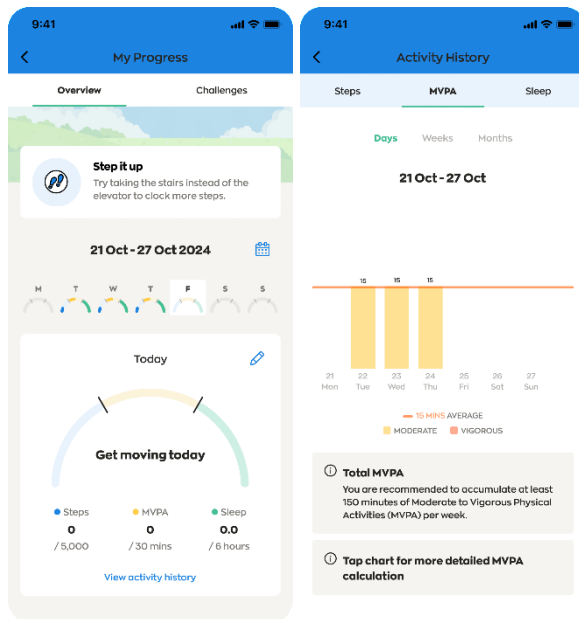 9:41
My Progress
Overview Challenges
Step it up
Try taking the stairs instead of the
elevator to clock more steps.
21 Oct - 27 Oct 2024
M T W T F S S
Today
Get moving today
Steps MVPA Sleep
0 0 0.0
/ 5,000 / 30 mins / 6 hours
View activity history
9:41
Activity History
Steps MVPA Sleep
Days Weeks Months
21 Oct - 27 Oct
15 15 15
21 22 23 24 25 26 27
Mon Tue Wed Thu Fri Sat Sun
15 MINS AVERAGE
MODERATE VIGOROUS
Total MVPA
You are recommended to accumulate at least
150 minutes of Moderate to Vigorous Physical
Activities (MVPA) per week.
Tap chart for more detailed MVPA
calculation